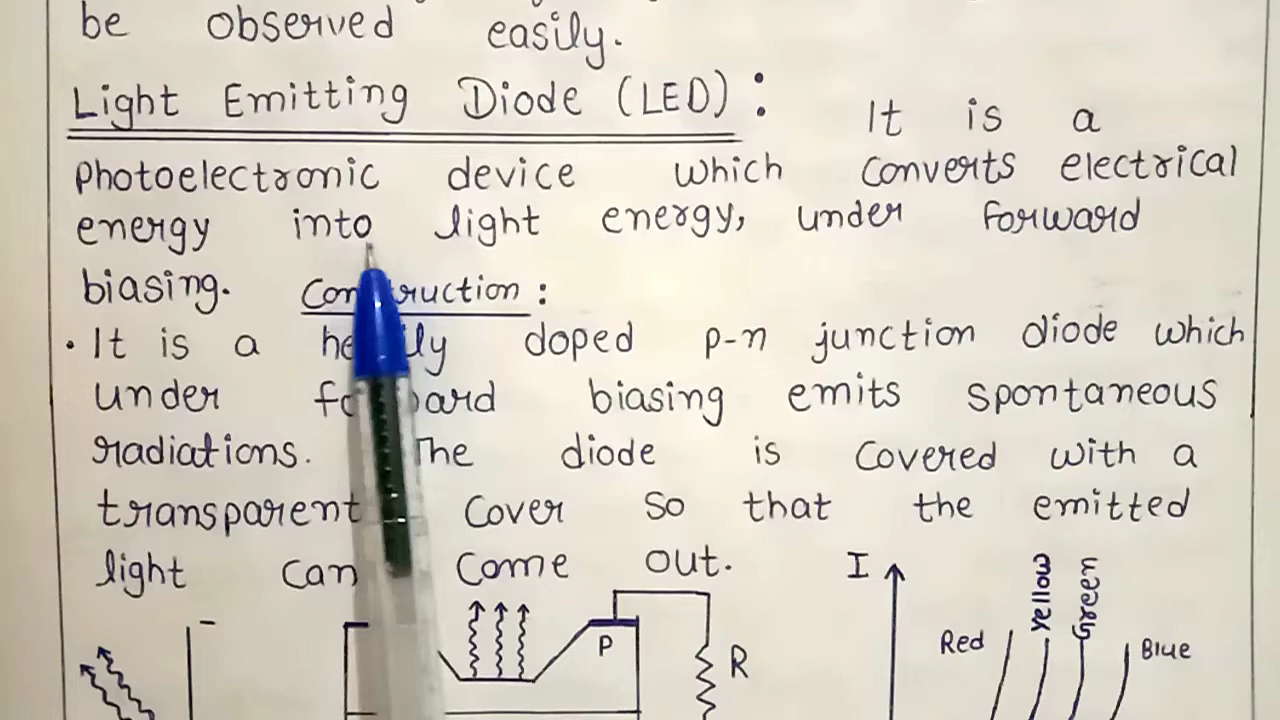 be observed easily.
Light Emitting Diode (LED) : It is a
Photoelectronic device which converts electrical
energy into light energy, under forward
biasing. Construction :
• It is a heavily doped p-n junction diode which
under forward biasing emits spontaneous
radiations. The diode is covered with a
transparent cover so that the emitted
light can come out.
I
Yellow
Green
Red
Blue
P
R